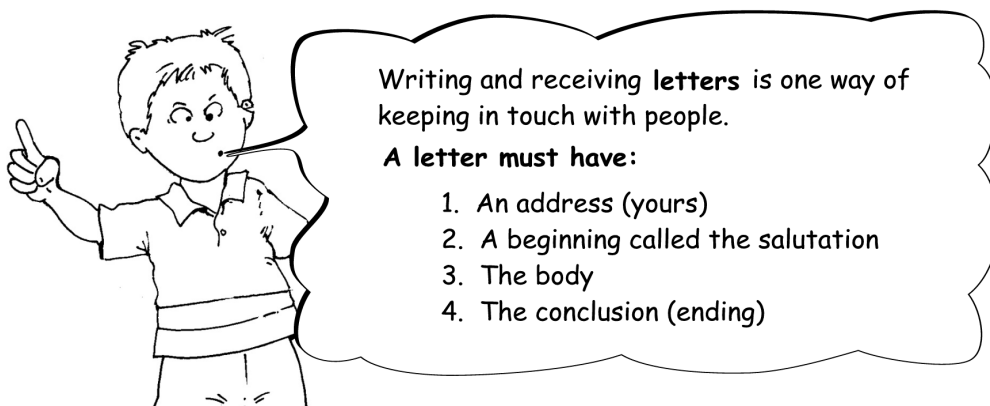 Writing and receiving letters is one way of
keeping in touch with people.
A letter must have:
1. An address (yours)
2. A beginning called the salutation
3. The body
4. The conclusion (ending)